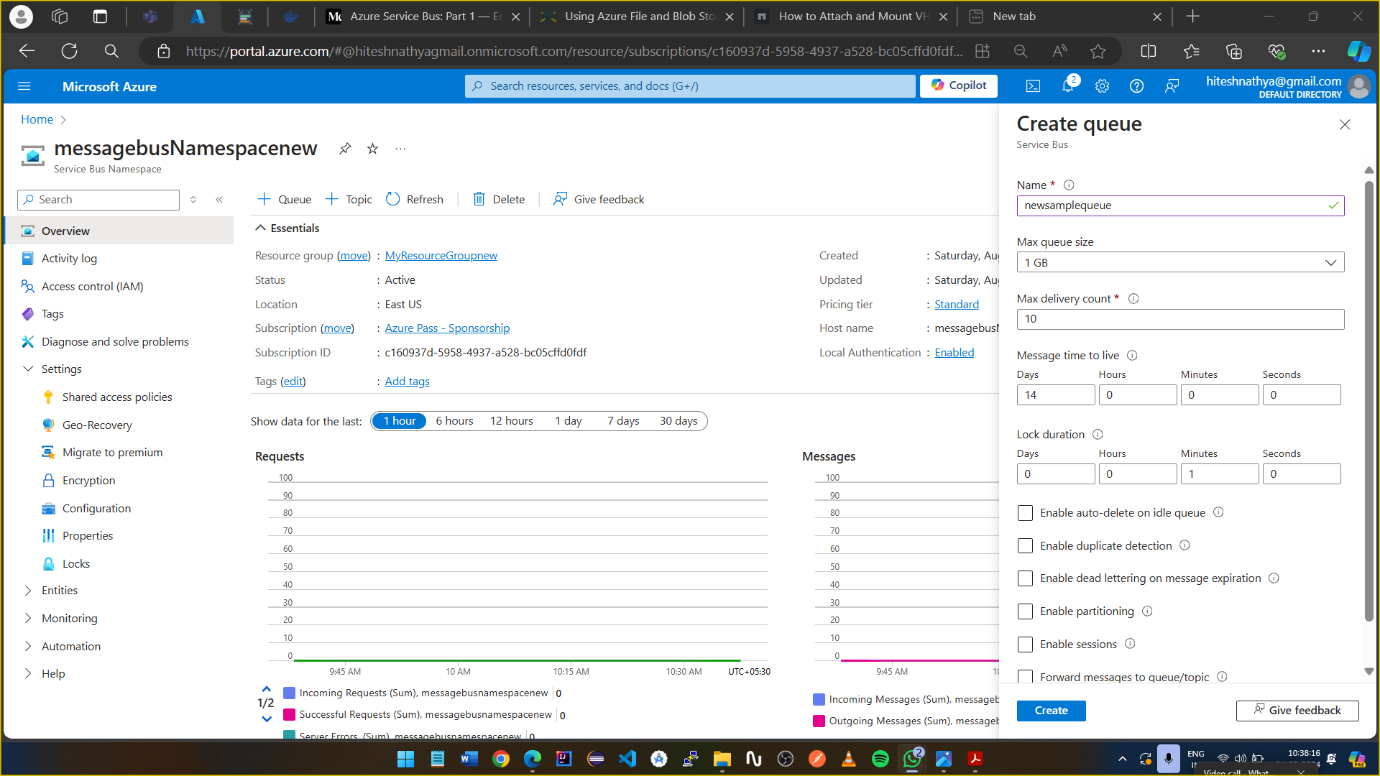 Azure Service Bus: Part 1 — Er
Using Azure File and Blob Sto
How to Attach and Mount VH
New tab
https://portal.azure.com/#@hiteshnathyagmail.onmicrosoft.com/resource/subscriptions/c160937d-5958-4937-a528-bc05cffd0fdf...
Microsoft Azure
Search resources, services, and docs (G+/)
Copilot
2
hiteshnathya@gmail.com
DEFAULT DIRECTORY
Home
messagebusNamespacenew
Service Bus Namespace
Search
Overview
Activity log
Access control (IAM)
Tags
Diagnose and solve problems
Settings
Shared access policies
Geo-Recovery
Migrate to premium
Encryption
Configuration
Properties
Locks
Entities
Monitoring
Automation
Help
Queue
Topic
Refresh
Delete
Give feedback
Essentials
Resource group (move) : MyResourceGroupnew
Status : Active
Location : East US
Subscription (move) : Azure Pass - Sponsorship
Subscription ID : c160937d-5958-4937-a528-bc05cffd0fdf
Tags (edit) : Add tags
Created : Saturday, Aug
Updated : Saturday, Aug
Pricing tier : Standard
Host name : messagebusN
Local Authentication : Enabled
Show data for the last: 1 hour 6 hours 12 hours 1 day 7 days 30 days
Requests
100
90
80
70
60
50
40
30
20
10
0
9:45 AM 10 AM 10:15 AM 10:30 AM UTC+05:30
1/2
Incoming Requests (Sum), messagebusnamespacenew 0
Successful Requests (Sum), messagebusnamespacenew 0
Server Errors. (Sum), messagebusnamespacenew 0
Messages
100
90
80
70
60
50
40
30
20
10
0
9:45 AM
Incoming Messages (Sum), messageb
Outgoing Messages (Sum), messageb
Create queue
Service Bus
Name *
newsamplequeue
Max queue size
1 GB
Max delivery count *
10
Message time to live
Days Hours Minutes Seconds
14 0 0 0
Lock duration
Days Hours Minutes Seconds
0 0 1 0
Enable auto-delete on idle queue
Enable duplicate detection
Enable dead lettering on message expiration
Enable partitioning
Enable sessions
Forward messages to queue/topic
Create
Give feedback
2
ENG
IN
10:38:16
Video call - What